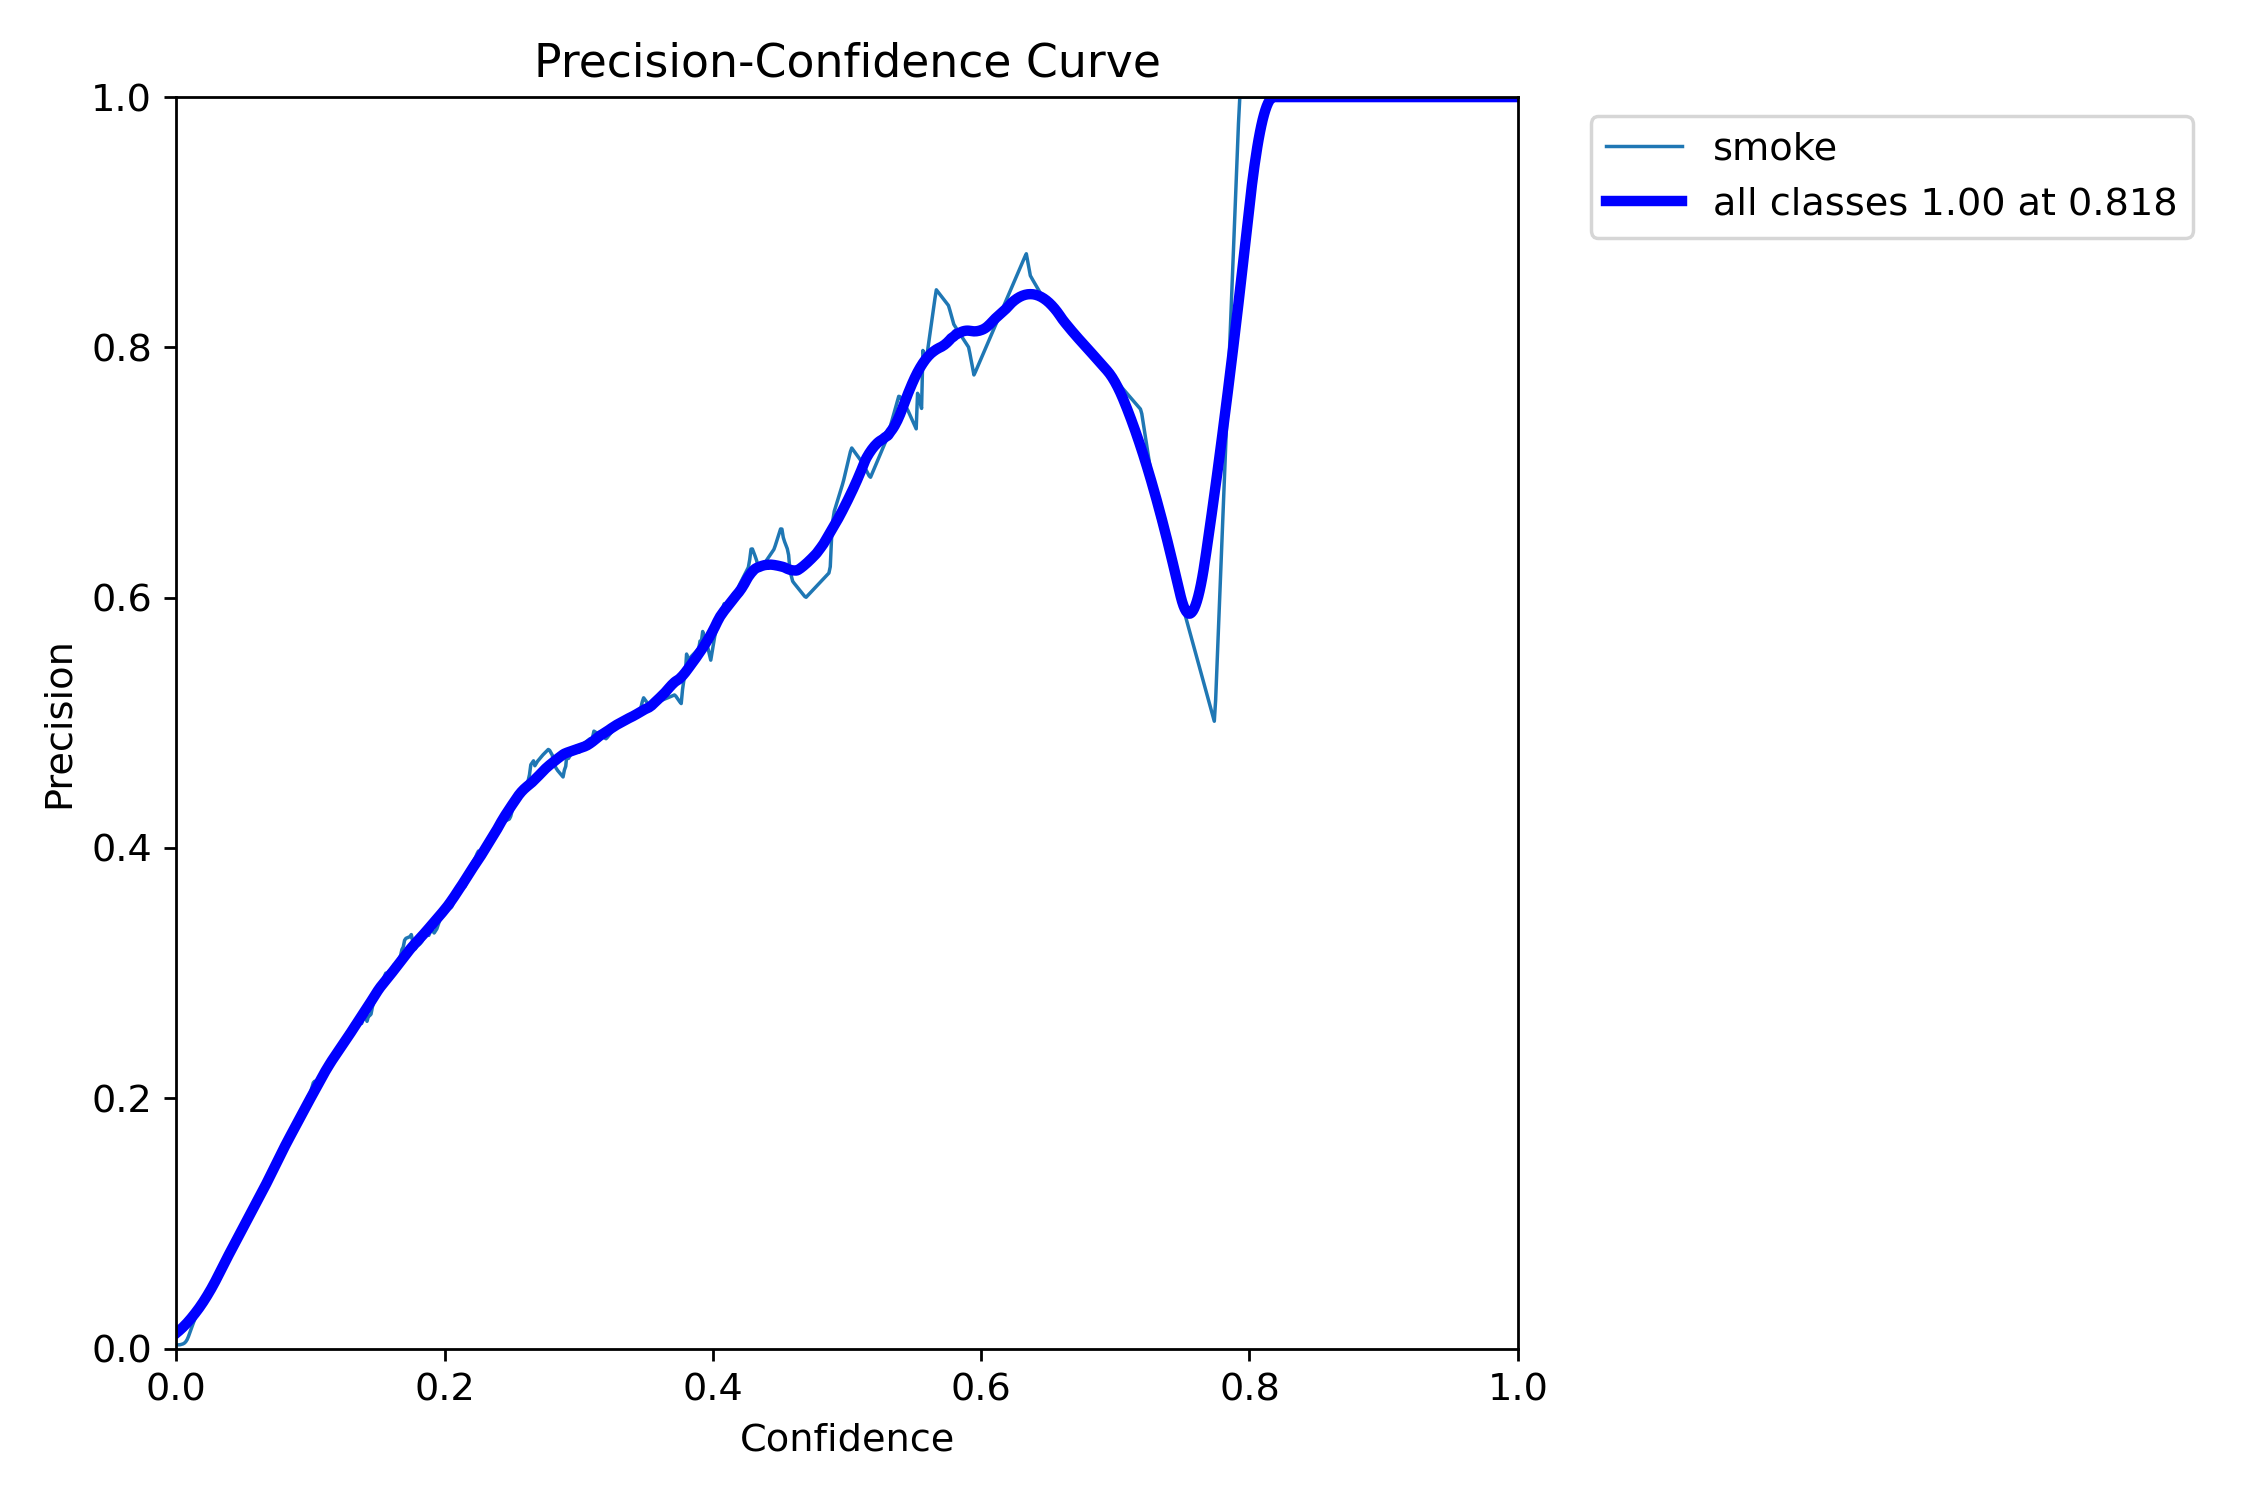 Precision-Confidence Curve
1.0
0.8
0.6
0.4
0.2
0.0
Precision
0.0 0.2 0.4 0.6 0.8 1.0
Confidence
smoke
all classes 1.00 at 0.818